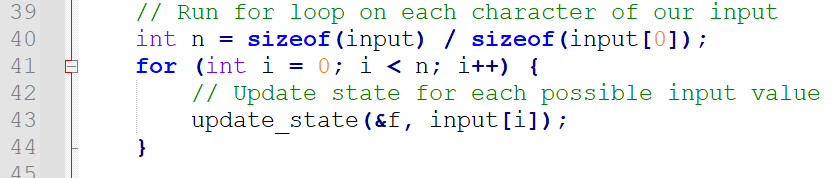 39 // Run for loop on each character of our input
40 int n = sizeof(input) / sizeof(input[0]);
41 for (int i = 0; i < n; i++) {
42 // Update state for each possible input value
43 update_state(&f, input[i]);
44 }
45